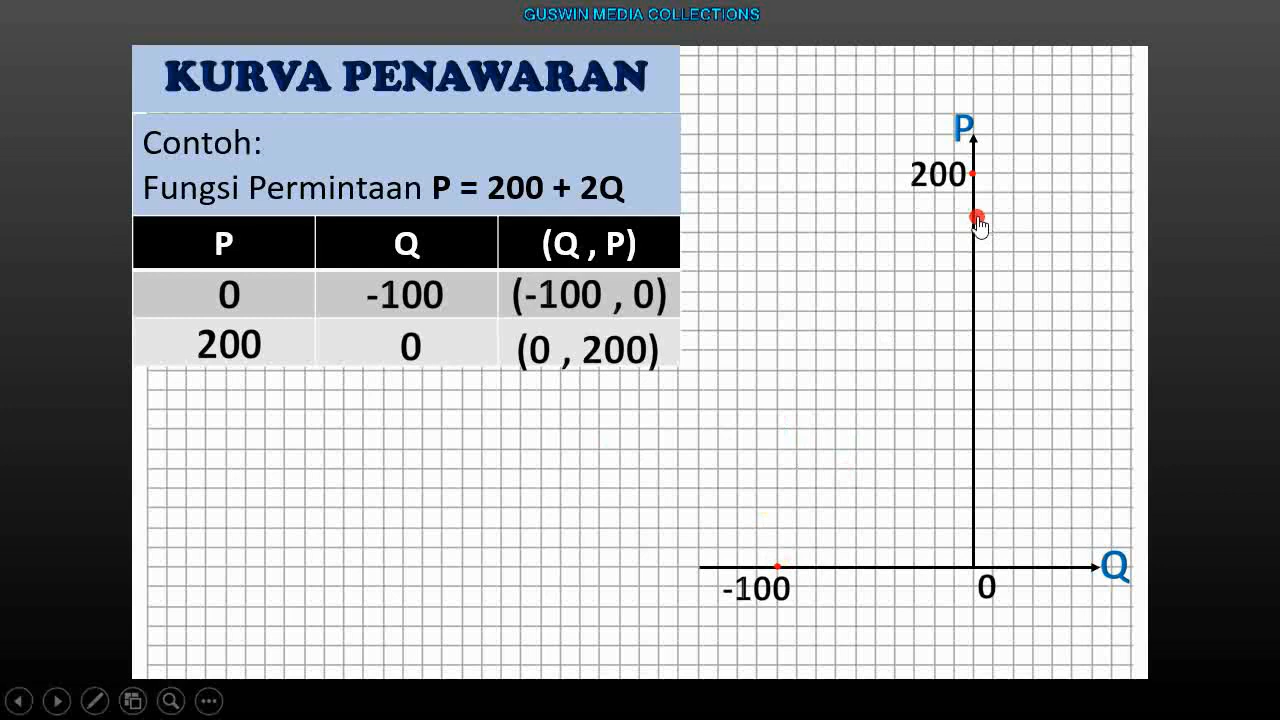 GUSWIN MEDIA COLLECTIONS
KURVA PENAWARAN
Contoh:
Fungsi Permintaan P = 200 + 2Q
P Q (Q , P)
0 -100 (-100 , 0)
200 0 (0 , 200)
P
200
Q
-100 0